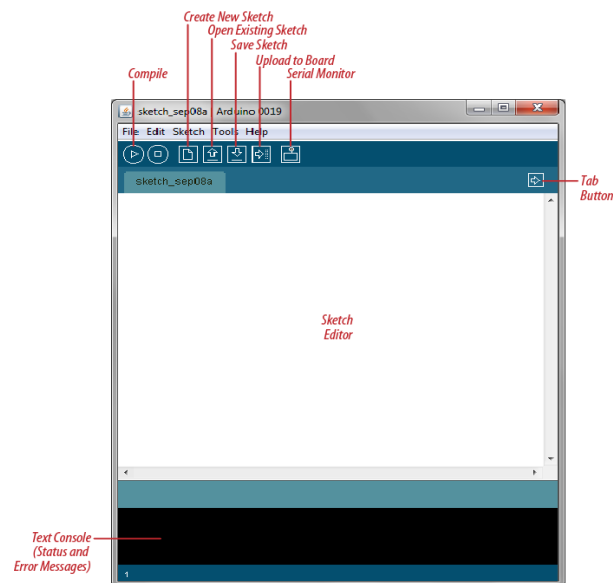 Create New Sketch
Open Existing Sketch
Save Sketch
Upload to Board
Compile
Serial Monitor
sketch_sep08a Arduino 0019
File Edit Sketch Tools Help
sketch_sep08a
Tab
Button
Sketch
Editor
Text Console
(Status and
Error Messages)
1